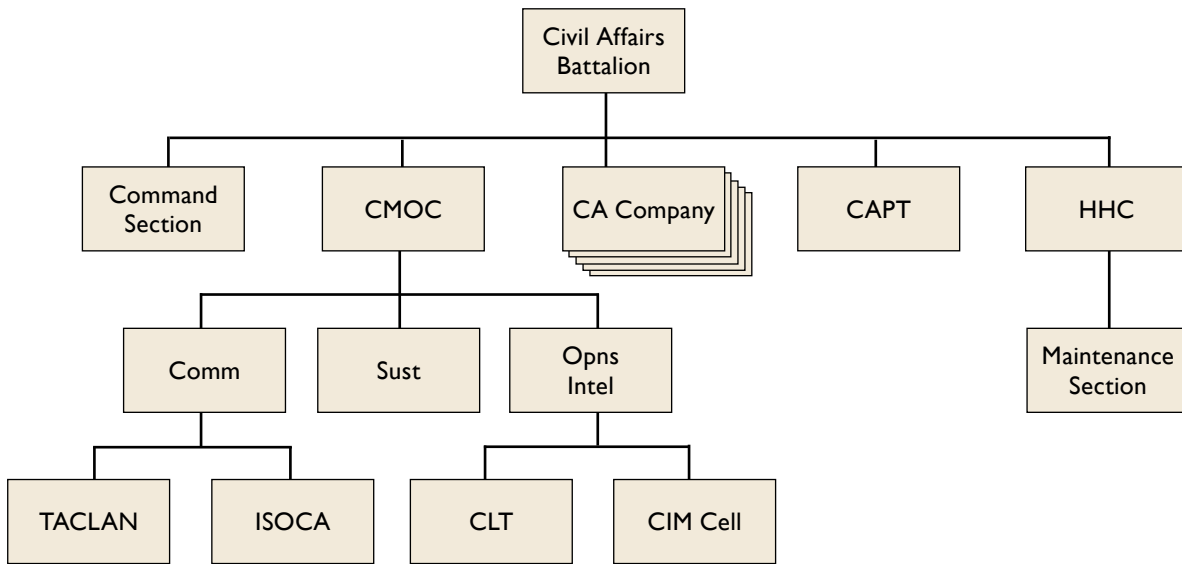 Civil Affairs
Battalion
Command
Section
CMOC
CA Company
CAPT
HHC
Comm
Sust
Opns
Intel
Maintenance
Section
TACLAN
ISOCA
CLT
CIM Cell